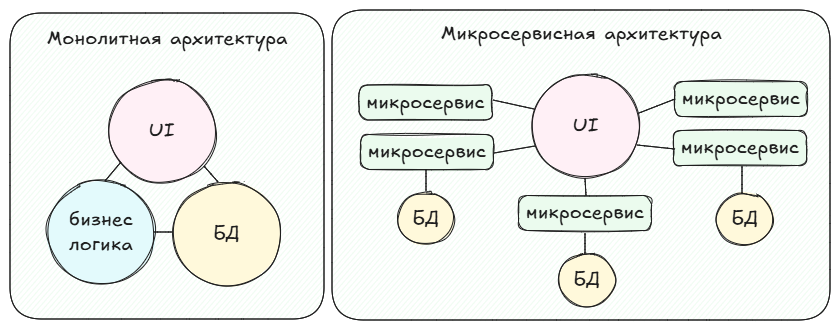 Монолитная архитектура
UI
бизнес
логика
БД
Микросервисная архитектура
микросервис
микросервис
UI
микросервис
микросервис
БД
микросервис
БД
БД